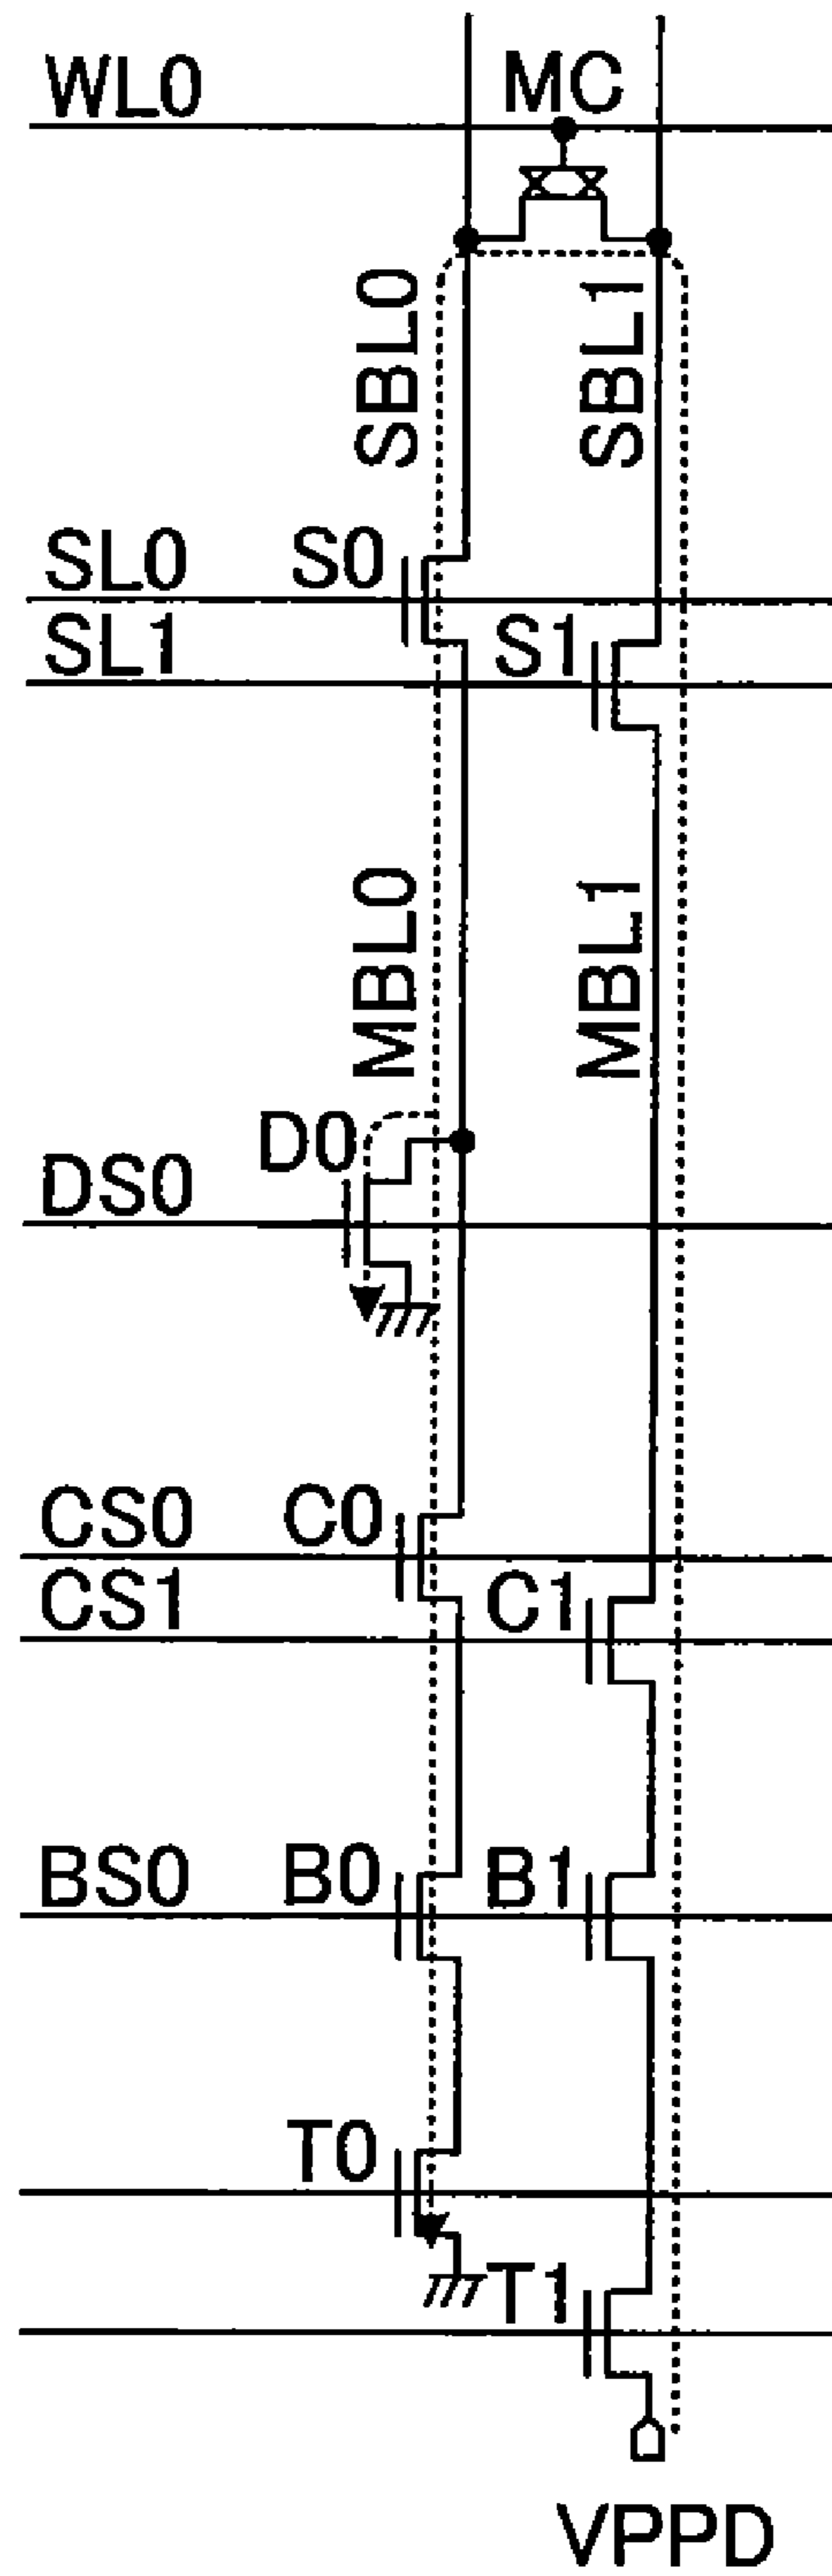 WL0 MC
SBL0 SBL1
SL0 S0
SL1 S1
MBL0 MBL1
D0
DS0
CS0 C0
CS1 C1
BS0 B0 B1
T0
T1
VPPD